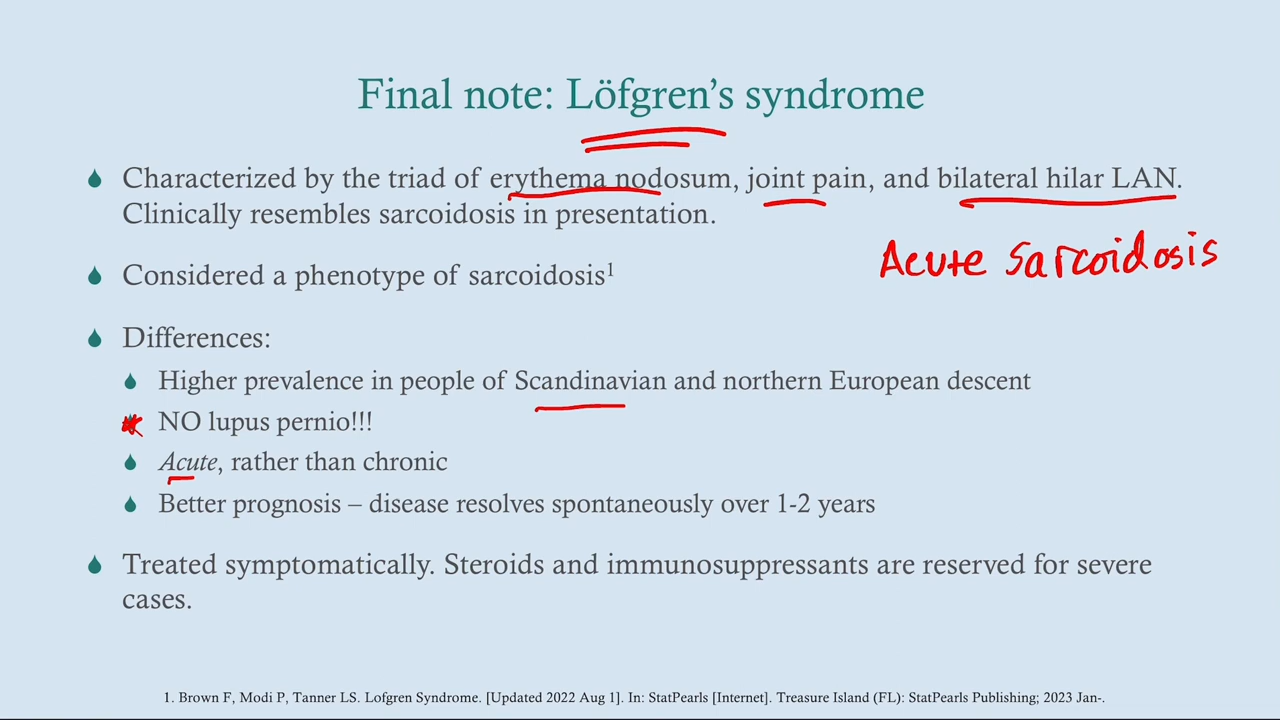 Final note: Löfgren's syndrome
Characterized by the triad of erythema nodosum, joint pain, and bilateral hilar LAN.
Clinically resembles sarcoidosis in presentation.
Acute sarcoidosis
Considered a phenotype of sarcoidosis¹
Differences:
Higher prevalence in people of Scandinavian and northern European descent
NO lupus pernio!!!
Acute, rather than chronic
Better prognosis – disease resolves spontaneously over 1-2 years
Treated symptomatically. Steroids and immunosuppressants are reserved for severe
cases.
1. Brown F, Modi P, Tanner LS. Lofgren Syndrome. [Updated 2022 Aug 1]. In: StatPearls [Internet]. Treasure Island (FL): StatPearls Publishing; 2023 Jan-.